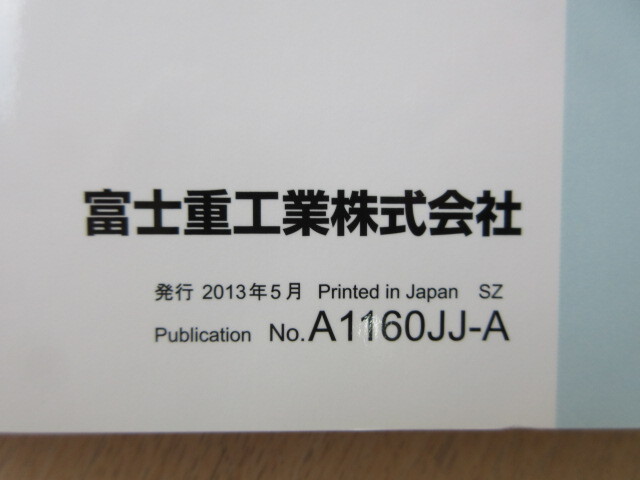 富士重工業株式会社
発行 2013年5月 Printed in Japan SZ
Publication No.A1160JJ-A